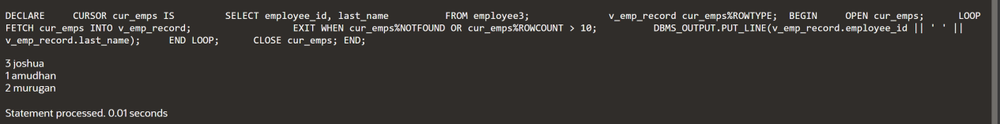 DECLARE     CURSOR cur_emps IS         SELECT employee_id, last_name          FROM employee3;              v_emp_record cur_emps%ROWTYPE;  BEGIN     OPEN cur_emps;      LOOP
FETCH cur_emps INTO v_emp_record;                  EXIT WHEN cur_emps%NOTFOUND OR cur_emps%ROWCOUNT > 10;          DBMS_OUTPUT.PUT_LINE(v_emp_record.employee_id || ' ' ||
v_emp_record.last_name);     END LOOP;      CLOSE cur_emps; END;
3 joshua
1 amudhan
2 murugan
Statement processed. 0.01 seconds